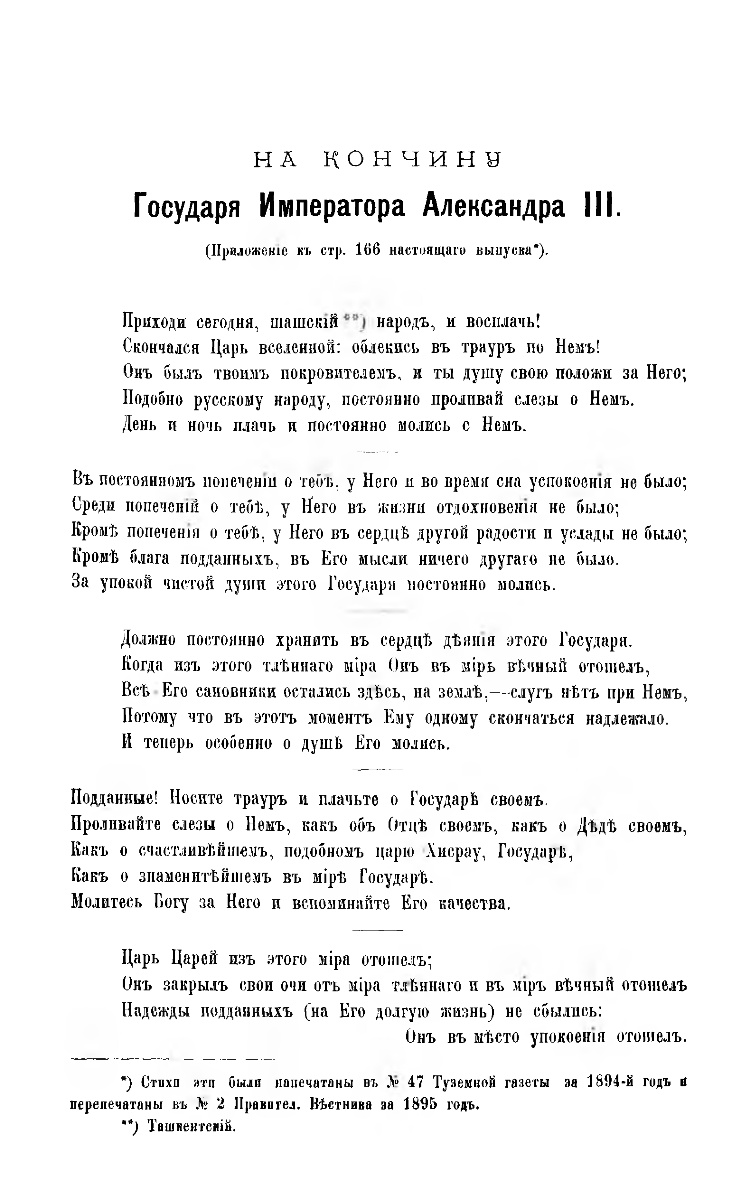 НА КОНЧИНУ
Государя Императора Александра III.
(Приложеніе къ стр. 166 настоящаго выпуска*).
Приходи сегодня, шашскій **) народъ, и восплачь!
Скончался Царь вселенной: облекись въ трауръ по Немъ!
Онъ былъ твоимъ покровителемъ, и ты душу свою положи за Него;
Подобно русскому народу, постоянно проливай слезы о Немъ.
День и ночь плачь и постоянно молись с Немъ.
Въ постоянномъ попеченіи о тебѣ, у Него и во время сна успокоенія не было;
Среди попеченій о тебѣ, у Него въ жизни отдохновенія не было;
Кромѣ попеченія о тебѣ, у Него въ сердцѣ другой радости и услады не было;
Кромѣ блага подданныхъ, въ Его мысли ничего другаго не было.
За упокой чистой души этого Государя постоянно молись.
Должно постоянно хранить въ сердцѣ дѣянія этого Государя.
Когда изъ этого тлѣннаго міра Онъ въ міръ вѣчный отошелъ,
Всѣ Его сановники остались здѣсь, на землѣ,—слугъ нѣтъ при Немъ,
Потому что въ этотъ моментъ Ему одному скончаться надлежало.
И теперь особенно о душѣ Его молись.
Подданные! Носите трауръ и плачьте о Государѣ своемъ.
Проливайте слезы о Немъ, какъ объ Отцѣ своемъ, какъ о Дѣдѣ своемъ,
Какъ о счастливѣйшемъ, подобномъ царю Хисрау, Государѣ,
Какъ о знаменитѣйшемъ въ мірѣ Государѣ.
Молитесь Богу за Него и вспоминайте Его качества.
Царь Царей изъ этого міра отошелъ;
Онъ закрылъ свои очи отъ міра тлѣннаго и въ міръ вѣчный отошелъ
Надежды подданныхъ (на Его долгую жизнь) не сбылись:
Онъ въ мѣсто упокоенія отошелъ.
*) Стихи эти были напечатаны въ № 47 Туземной газеты за 1894-й годъ и
перепечатаны въ № 2 Правител. Вѣстника за 1895 годъ.
**) Ташкентскій.